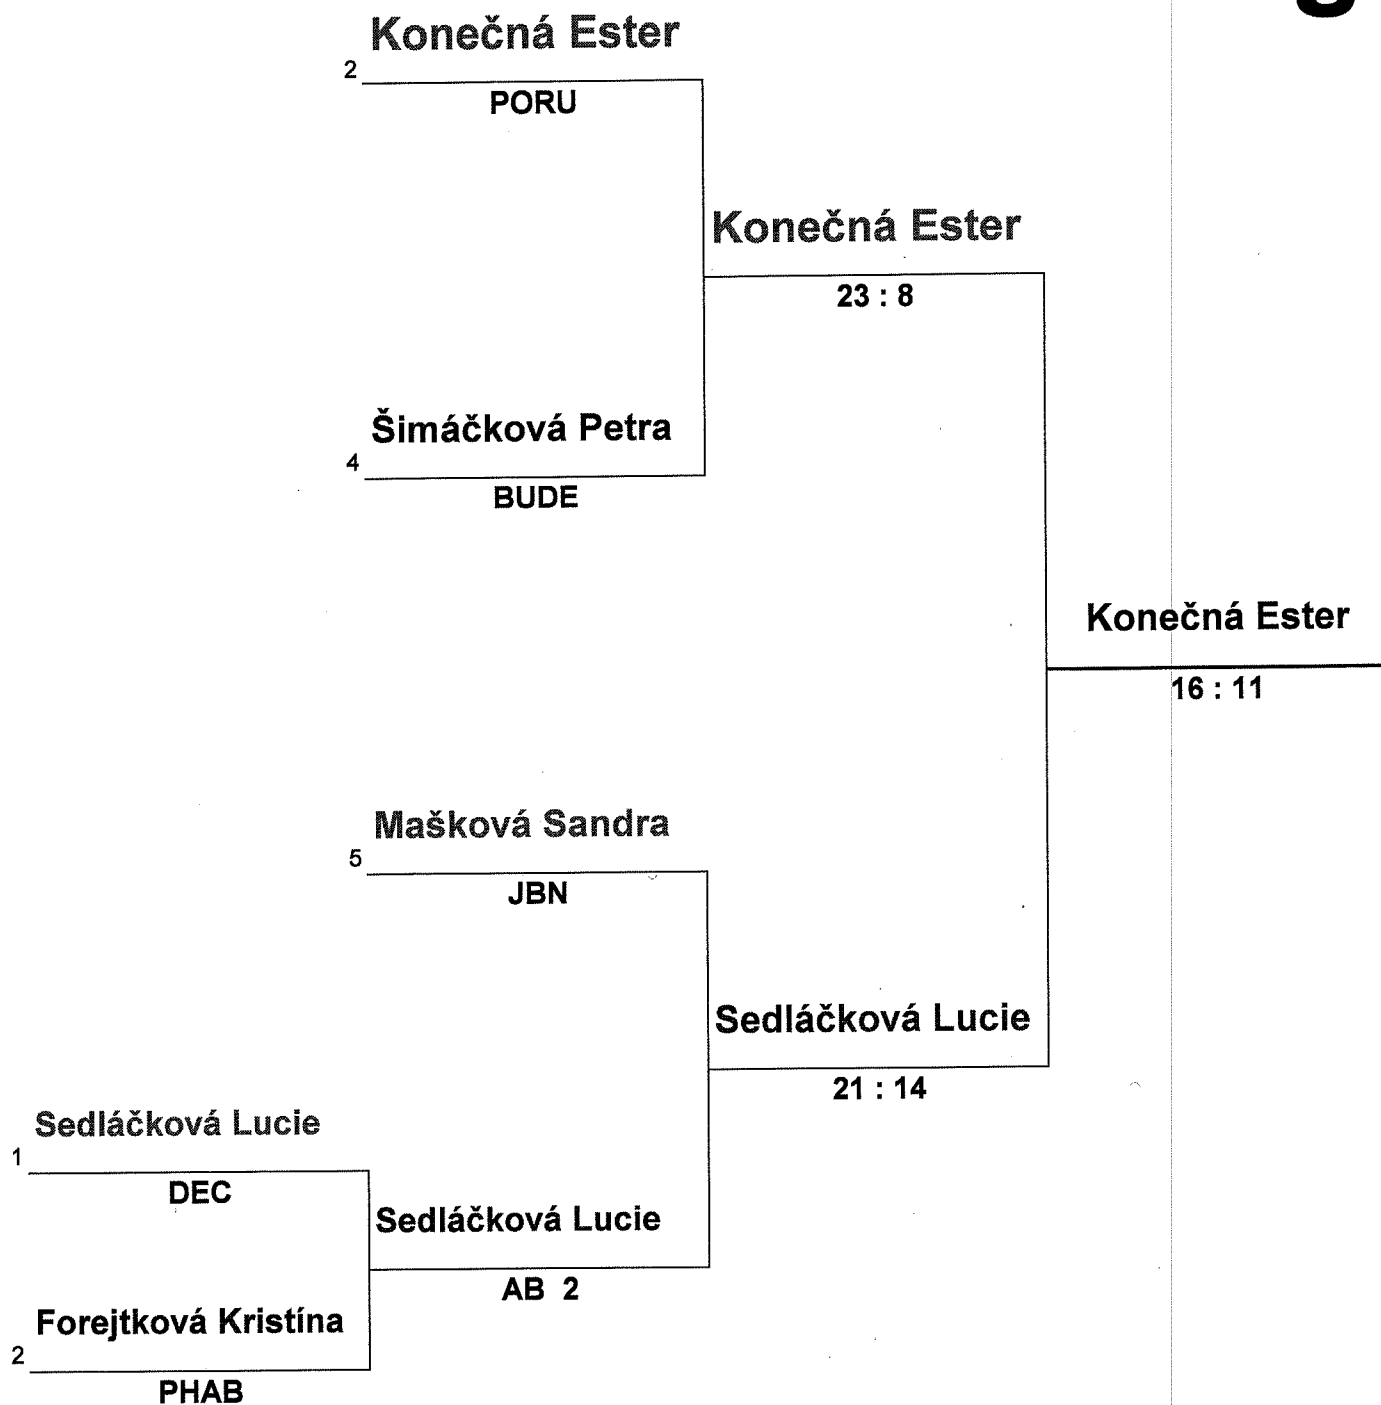 Konečná Ester
2
PORU
Konečná Ester
23 : 8
Šimáčková Petra
4
BUDE
Konečná Ester
16 : 11
Mašková Sandra
5
JBN
Sedláčková Lucie
21 : 14
Sedláčková Lucie
1
DEC
Sedláčková Lucie
AB 2
Forejtková Kristína
2
PHAB